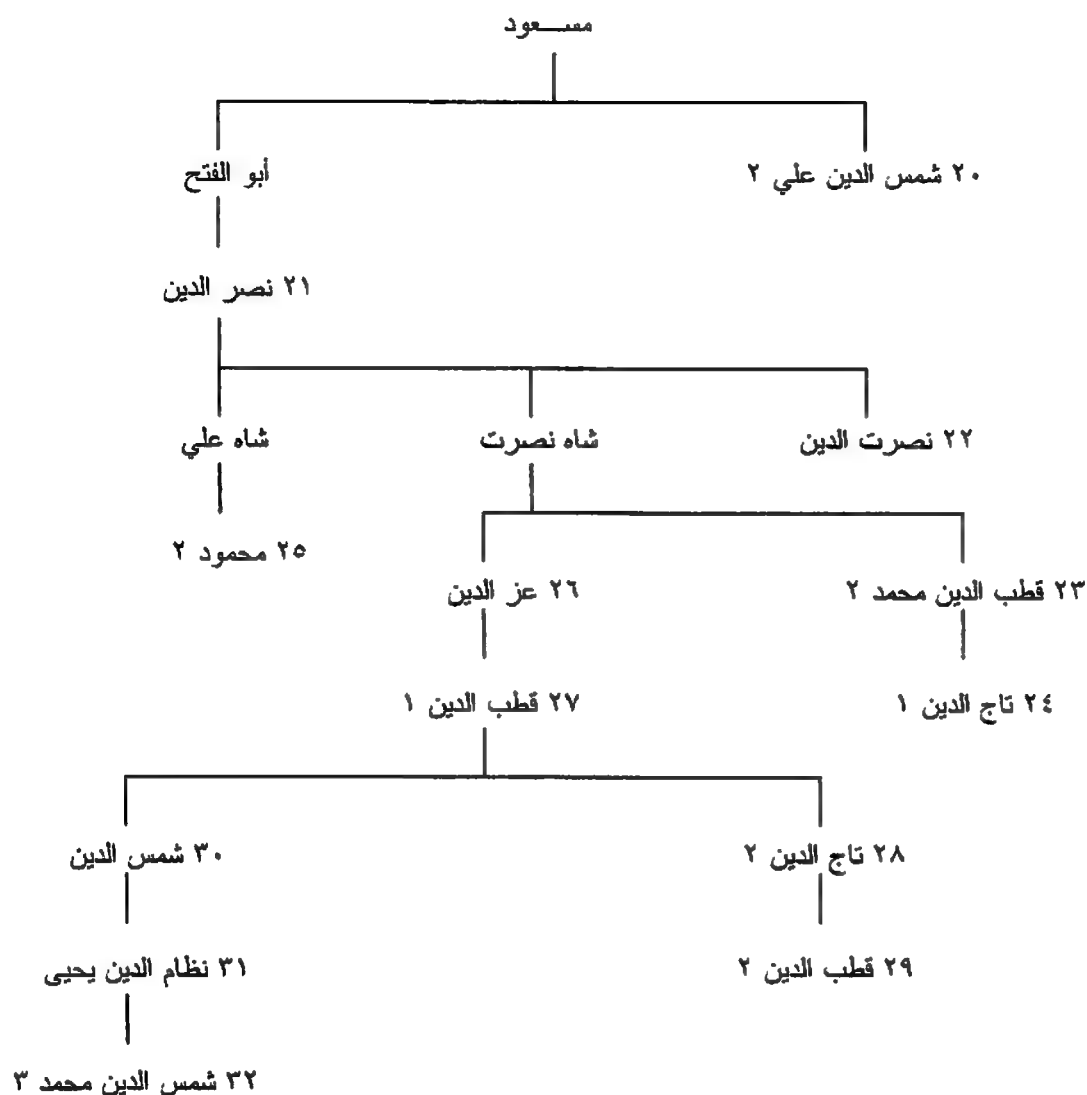 مســعود
٢٠ شمس الدين علي ٢
أبو الفتح
٢١ نصر الدين
٢٢ نصرت الدين
شاه نصرت
شاه علي
٢٥ محمود ٢
٢٣ قطب الدين محمد ٢
٢٦ عز الدين
٢٤ تاج الدين ١
٢٧ قطب الدين ١
٢٨ تاج الدين ٢
٣٠ شمس الدين
٢٩ قطب الدين ٢
٣١ نظام الدين يحيى
٣٢ شمس الدين محمد ٣